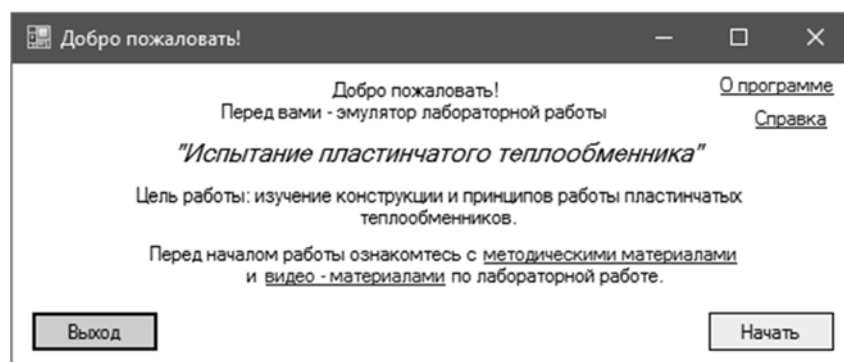 Добро пожаловать!
Добро пожаловать!
О программе
Перед вами - эмулятор лабораторной работы
Справка
"Испытание пластинчатого теплообменника"
Цель работы: изучение конструкции и принципов работы пластинчатых
теплообменников.
Перед началом работы ознакомтесь с методическими материалами
и видео - материалами по лабораторной работе.
Выход
Начать